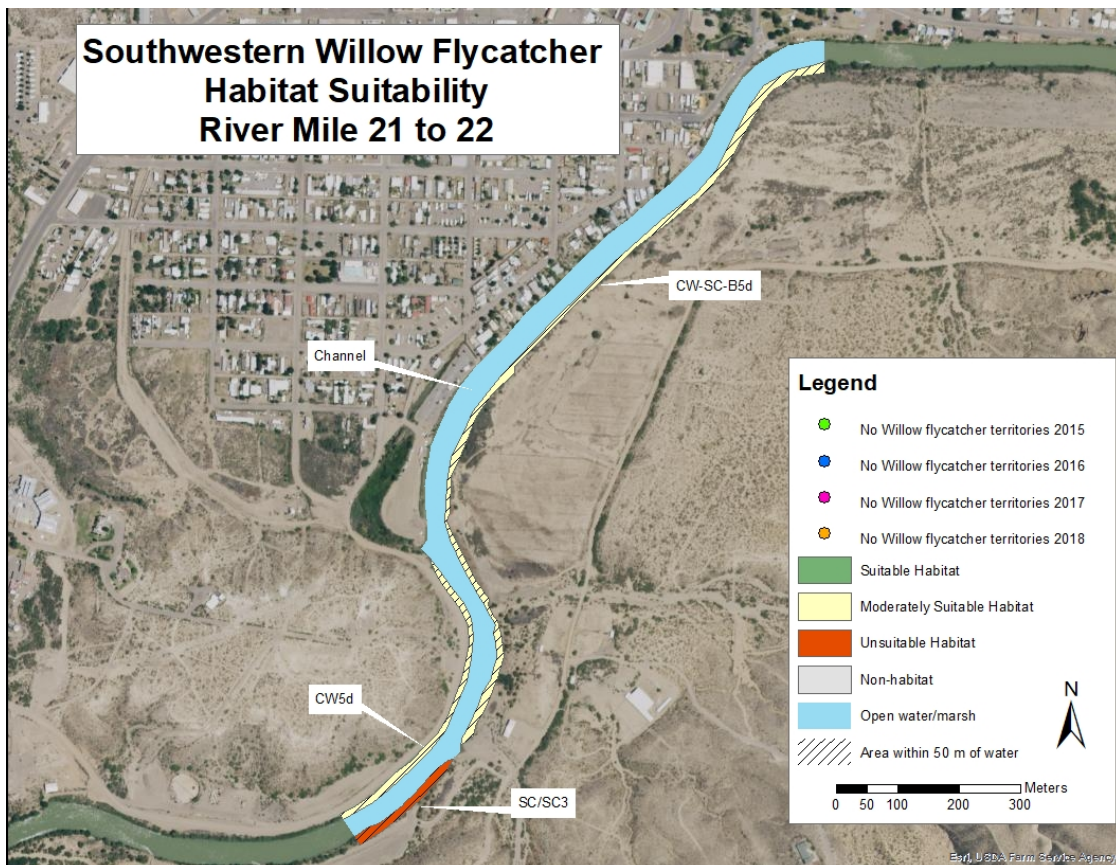 Southwestern Willow Flycatcher
Habitat Suitability
River Mile 21 to 22
CW-SC-B5d
Channel
CW5d
SC/SC3
Legend
No Willow flycatcher territories 2015
No Willow flycatcher territories 2016
No Willow flycatcher territories 2017
No Willow flycatcher territories 2018
Suitable Habitat
Moderately Suitable Habitat
Unsuitable Habitat
Non-habitat
Open water/marsh
Area within 50 m of water
N
Meters
0 50 100 200 300
Esri, USDA Farm Service Agency